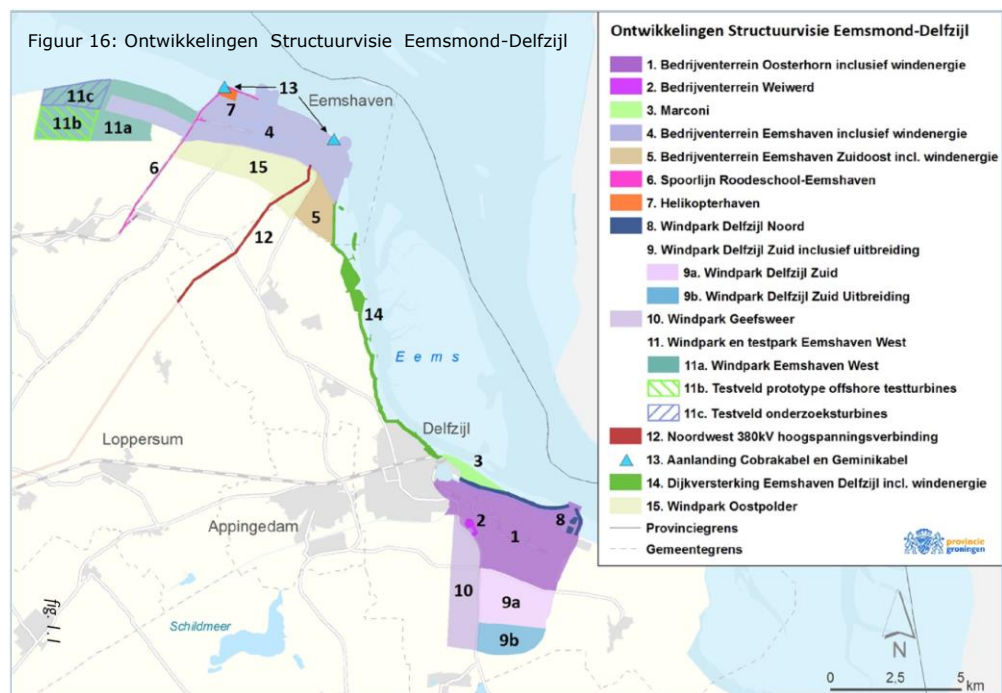 Figuur 16: Ontwikkelingen Structuurvisie Eemsmond-Delfzijl
Ontwikkelingen Structuurvisie Eemsmond-Delfzijl
1. Bedrijventerrein Oosterhorn inclusief windenergie
2. Bedrijventerrein Weiwerd
3. Marconi
4. Bedrijventerrein Eemshaven inclusief windenergie
5. Bedrijventerrein Eemshaven Zuidoost incl. windenergie
6. Spoorlijn Roodeschool-Eemshaven
7. Helikopterhaven
8. Windpark Delfzijl Noord
9. Windpark Delfzijl Zuid inclusief uitbreiding
9a. Windpark Delfzijl Zuid
9b. Windpark Delfzijl Zuid Uitbreiding
10. Windpark Geefsweer
11. Windpark en testpark Eemshaven West
11a. Windpark Eemshaven West
11b. Testveld prototype offshore testturbines
11c. Testveld onderzoeksturbines
12. Noordwest 380kV hoogspanningsverbinding
13. Aanlanding Cobrakabel en Geminikabel
14. Dijkversterking Eemshaven Delfzijl incl. windenergie
15. Windpark Oostpolder
Provinciegrens
Gemeentegrens
provincie
groningen
11c
7
13
Eemshaven
11b
11a
4
6
15
5
12
14
Eems
Loppersum
Delfzijl
3
Appingedam
2
8
1
10
9a
9b
fig. 1.1
Schildmeer
N
0
2.5
5
km